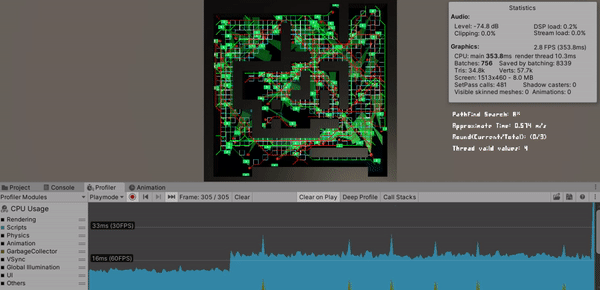 Statistics
Audio:
Level: -74.8 dB DSP load: 0.2%
Clipping: 0.0% Stream load: 0.0%
Graphics: 2.8 FPS (353.8ms)
CPU: main 353.8ms render thread 10.3ms
Batches: 756 Saved by batching: 8339
Tris: 34.8k Verts: 57.7k
Screen: 1513x460 - 8.0 MB
SetPass calls: 481 Shadow casters: 0
Visible skinned meshes: 0 Animations: 0
PathFind Search: A*
Approximate Time: 0.574 m/s
Round(Current/Total): (0/9)
Thread valid values: 4
Project Console Profiler Animation
Profiler Modules Playmode Frame: 305 / 305 Clear Clear on Play Deep Profile Call Stacks
CPU Usage
Rendering
Scripts
Physics
Animation
GarbageCollector
VSync
Global Illumination
UI
Others
33ms (30FPS)
16ms (60FPS)